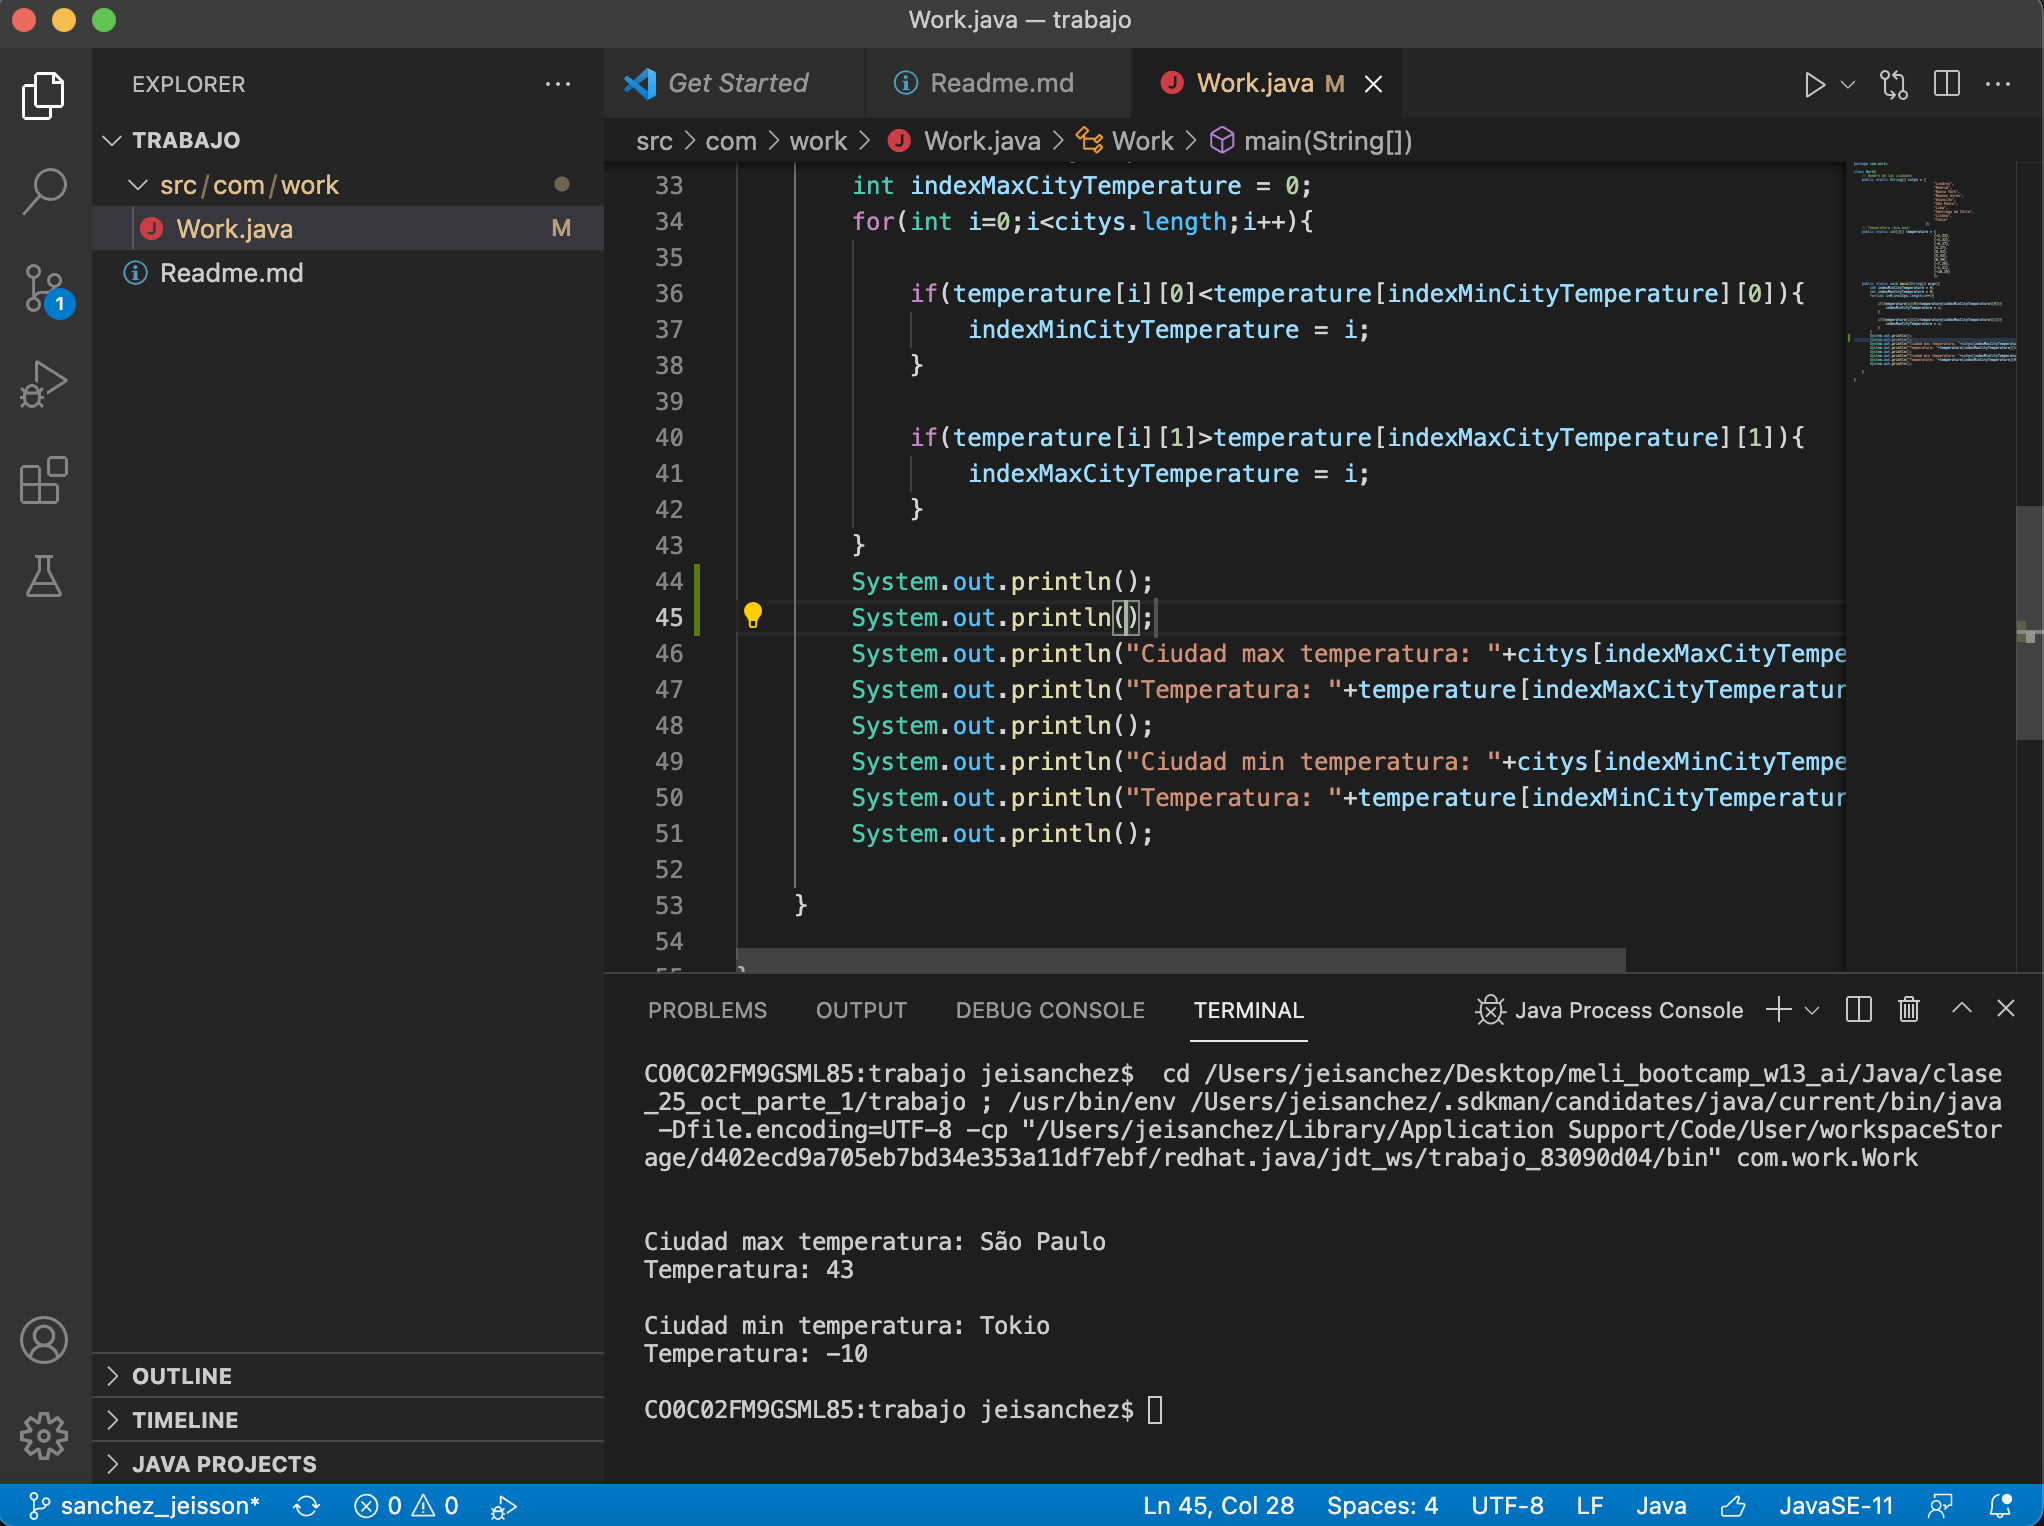 Work.java — trabajo
EXPLORER
TRABAJO
src / com / work
Work.java M
Readme.md
OUTLINE
TIMELINE
JAVA PROJECTS
Get Started
Readme.md
Work.java M
src > com > work > Work.java > Work > main(String[])
33 int indexMaxCityTemperature = 0;
34 for(int i=0;i<citys.length;i++){
35
36 if(temperature[i][0]<temperature[indexMinCityTemperature][0]){
37 indexMinCityTemperature = i;
38 }
39
40 if(temperature[i][1]>temperature[indexMaxCityTemperature][1]){
41 indexMaxCityTemperature = i;
42 }
43 }
44 System.out.println();
45 System.out.println();
46 System.out.println("Ciudad max temperatura: "+citys[indexMaxCityTempe
47 System.out.println("Temperatura: "+temperature[indexMaxCityTemperatur
48 System.out.println();
49 System.out.println("Ciudad min temperatura: "+citys[indexMinCityTempe
50 System.out.println("Temperatura: "+temperature[indexMinCityTemperatur
51 System.out.println();
52
53 }
54
PROBLEMS OUTPUT DEBUG CONSOLE TERMINAL Java Process Console
CO0C02FM9GSML85:trabajo jeisanchez$  cd /Users/jeisanchez/Desktop/meli_bootcamp_w13_ai/Java/clase
_25_oct_parte_1/trabajo ; /usr/bin/env /Users/jeisanchez/.sdkman/candidates/java/current/bin/java
-Dfile.encoding=UTF-8 -cp "/Users/jeisanchez/Library/Application Support/Code/User/workspaceStor
age/d402ecd9a705eb7bd34e353a11df7ebf/redhat.java/jdt_ws/trabajo_83090d04/bin" com.work.Work
Ciudad max temperatura: São Paulo
Temperatura: 43
Ciudad min temperatura: Tokio
Temperatura: -10
CO0C02FM9GSML85:trabajo jeisanchez$
1
sanchez_jeisson* 0 0 Ln 45, Col 28 Spaces: 4 UTF-8 LF Java JavaSE-11